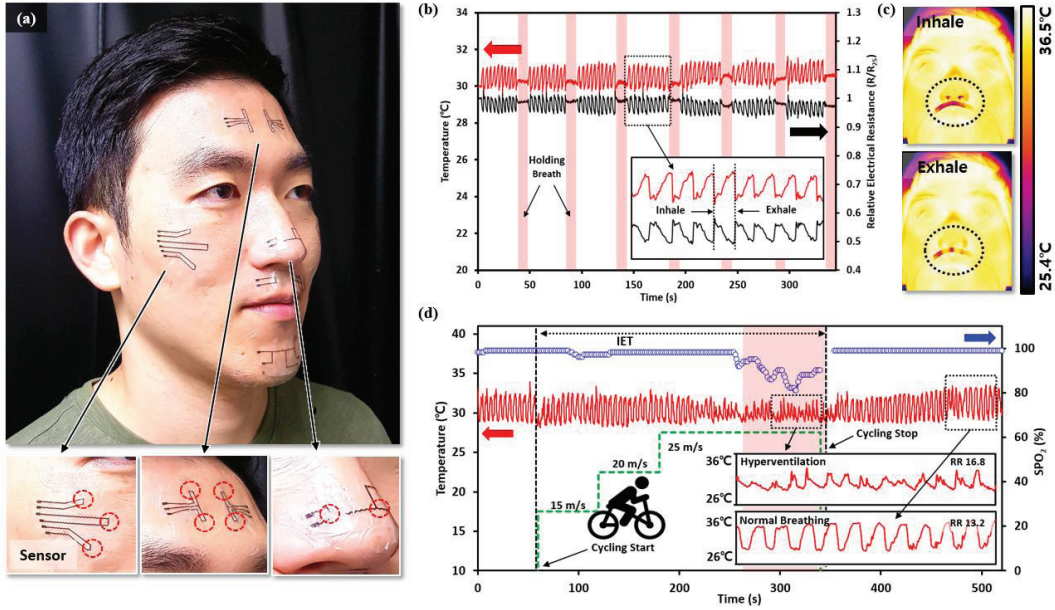 (a)
Sensor
(b)
Temperature (°C)
34
32
30
28
26
24
22
20
1.3
1.2
1.1
1
0.9
0.8
0.7
0.6
0.5
0.4
Relative Electrical Resistance (R/R25)
Holding
Breath
Inhale
Exhale
0
50
100
150
200
250
300
Time (s)
(c)
Inhale
Exhale
36.5°C
25.4°C
(d)
Temperature (°C)
40
35
30
25
20
15
10
100
80
60
40
20
0
SPO2 (%)
IET
15 m/s
20 m/s
25 m/s
Cycling Start
Cycling Stop
36°C
Hyperventilation
RR 16.8
26°C
36°C
Normal Breathing
RR 13.2
26°C
0
100
200
300
400
500
Time (s)